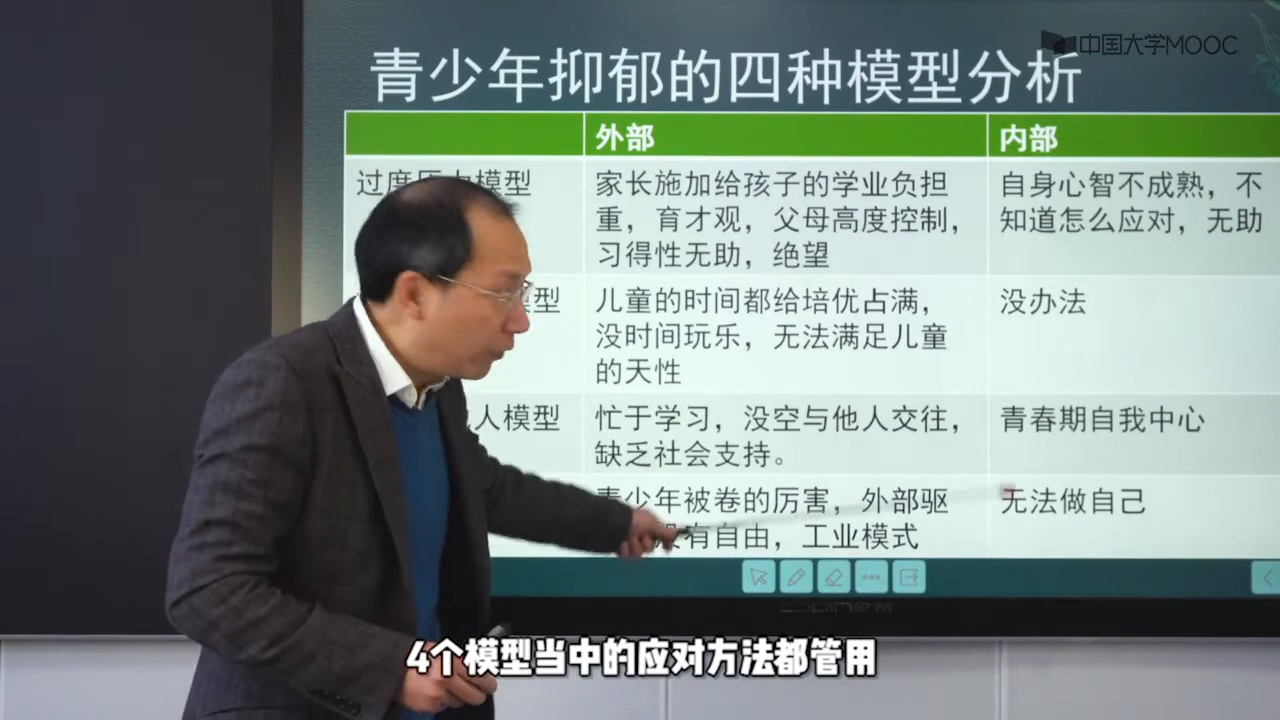 中国大学MOOC
青少年抑郁的四种模型分析
外部
内部
过度压力模型
家长施加给孩子的学业负担
重，育才观，父母高度控制，
习得性无助，绝望
自身心智不成熟，不
知道怎么应对，无助
型
儿童的时间都给培优占满，
没时间玩乐，无法满足儿童
的天性
没办法
人模型
忙于学习，没空与他人交往，
缺乏社会支持。
青春期自我中心
青少年被卷的厉害，外部驱
没有自由，工业模式
无法做自己
4个模型当中的应对方法都管用